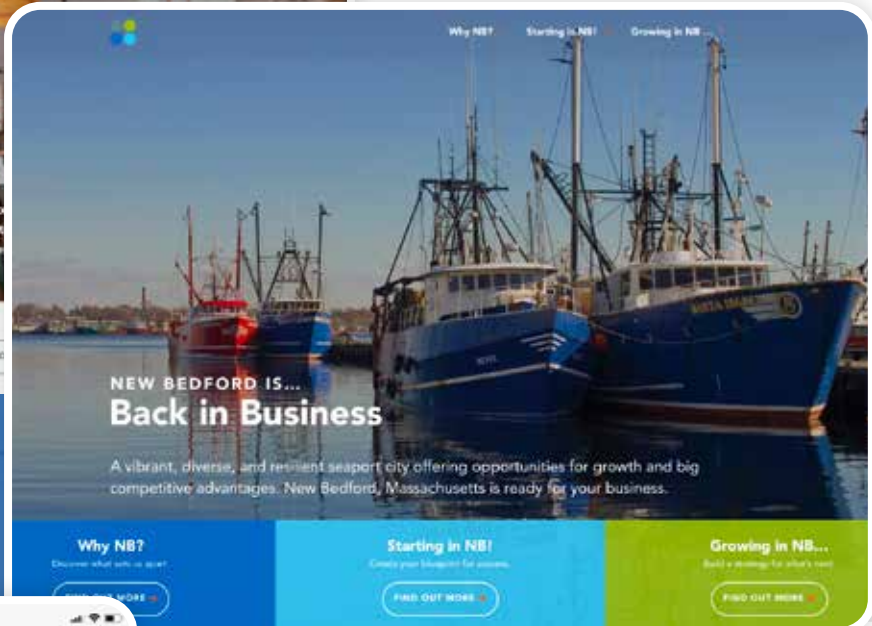 Why NB?
Starting in NB!
Growing in NB...
NEW BEDFORD IS...
Back in Business
A vibrant, diverse, and resilient seaport city offering opportunities for growth and big
competitive advantages. New Bedford, Massachusetts is ready for your business.
Why NB?
Discover what sets us apart
FIND OUT MORE
Starting in NB!
Create your blueprint for success
FIND OUT MORE
Growing in NB...
Build a strategy for what's next
FIND OUT MORE